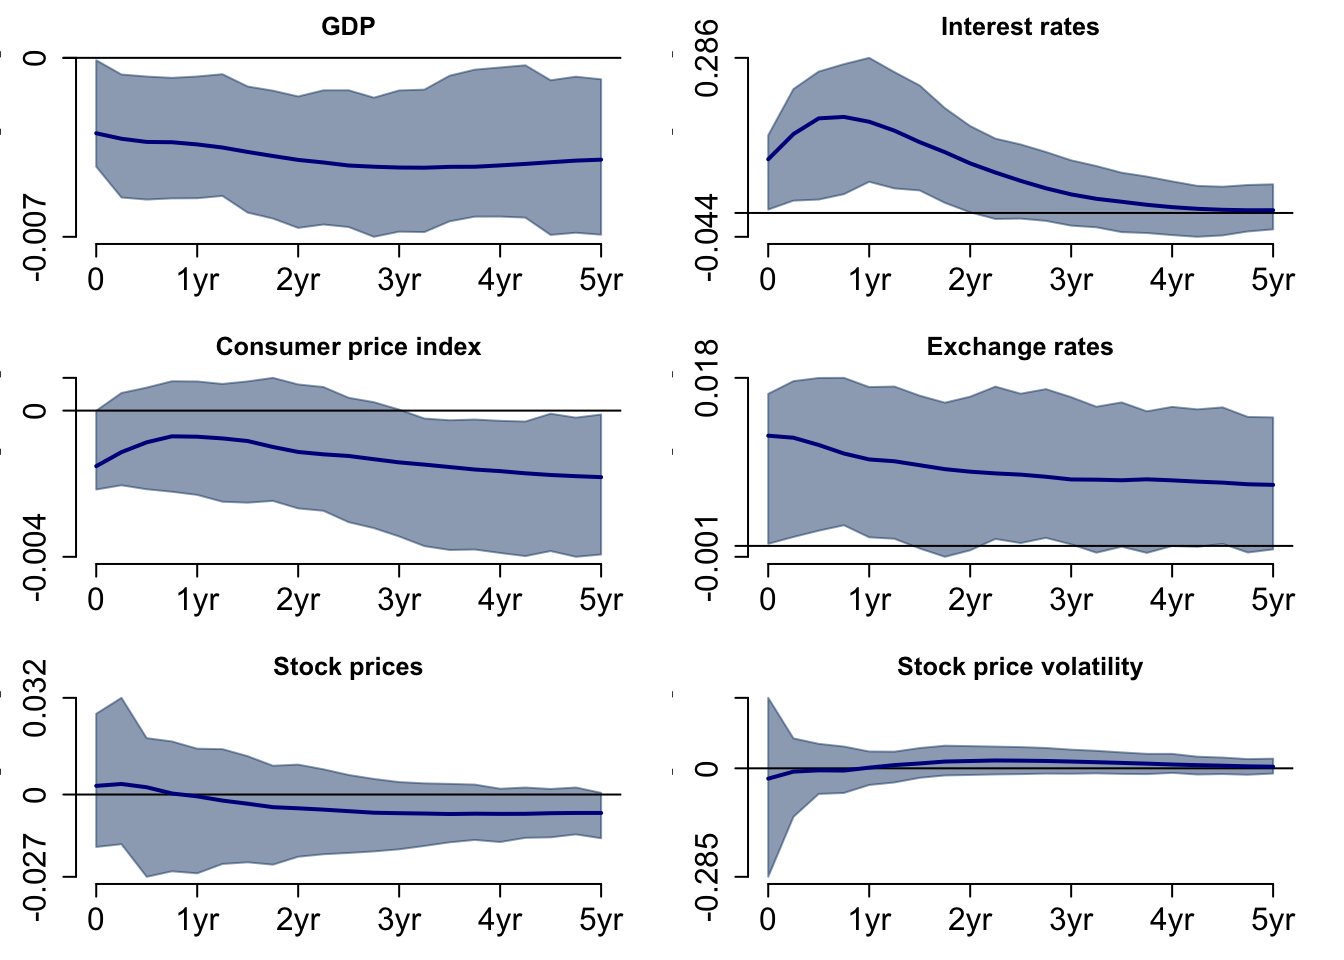 GDP
0
-0.007
0 1yr 2yr 3yr 4yr 5yr
Interest rates
0.286
-0.044
0 1yr 2yr 3yr 4yr 5yr
Consumer price index
0
-0.004
0 1yr 2yr 3yr 4yr 5yr
Exchange rates
0.018
-0.001
0 1yr 2yr 3yr 4yr 5yr
Stock prices
0.032
0
-0.027
0 1yr 2yr 3yr 4yr 5yr
Stock price volatility
0
-0.285
0 1yr 2yr 3yr 4yr 5yr